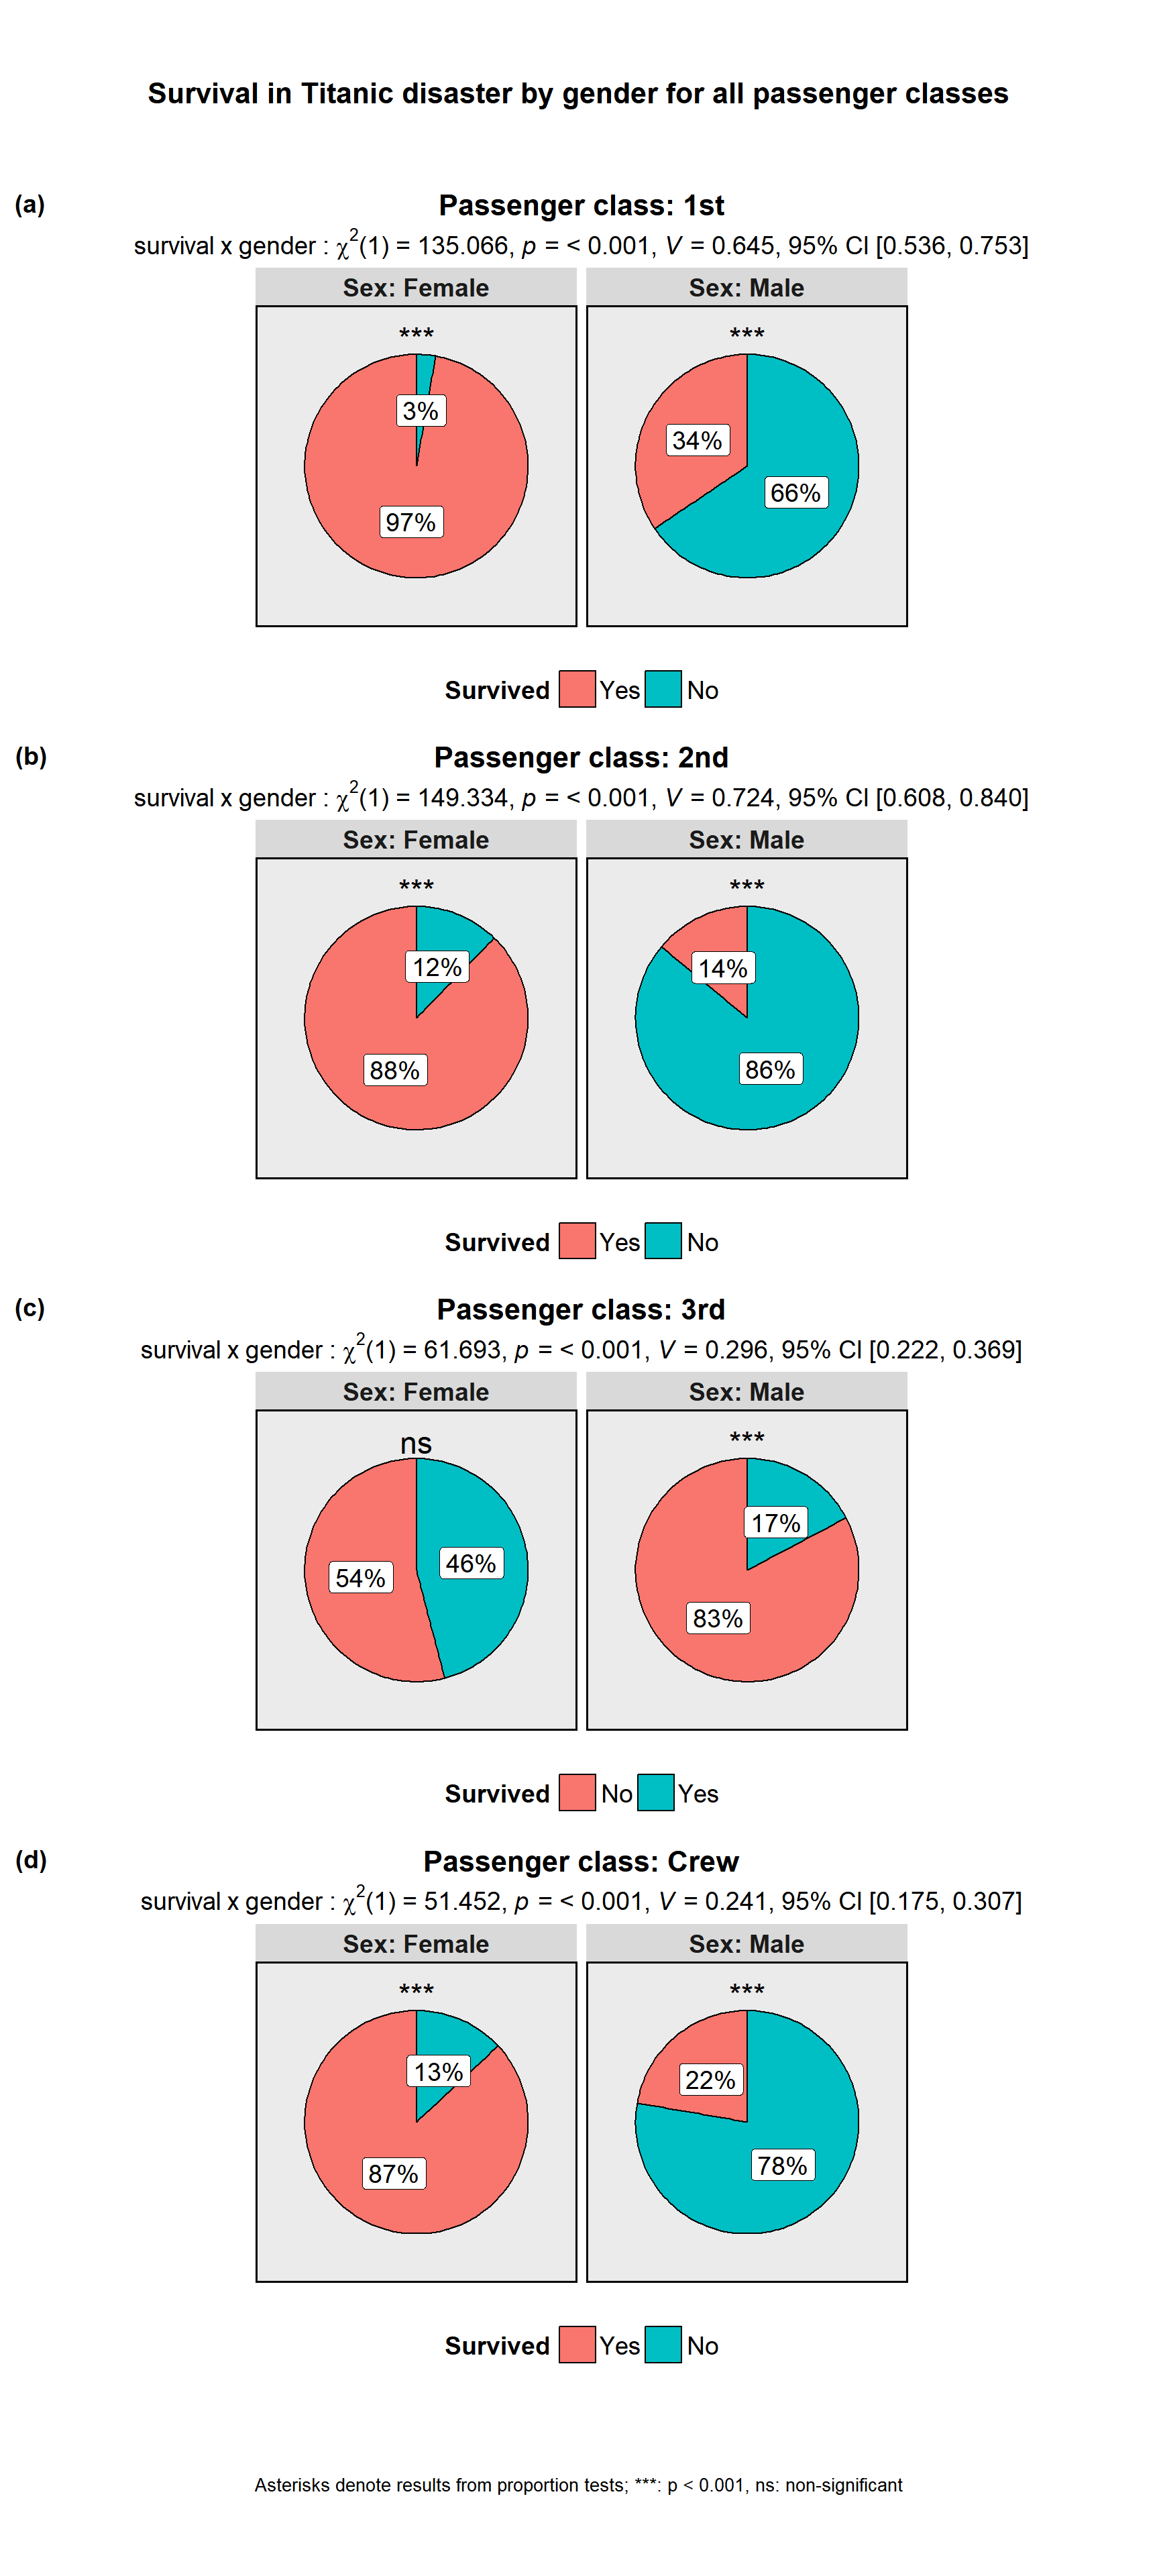 Survival in Titanic disaster by gender for all passenger classes
(a)
Passenger class: 1st
survival x gender : χ²(1) = 135.066, p = < 0.001, V = 0.645, 95% CI [0.536, 0.753]
Sex: Female
Sex: Male
***
***
3%
97%
34%
66%
Survived Yes No
(b)
Passenger class: 2nd
survival x gender : χ²(1) = 149.334, p = < 0.001, V = 0.724, 95% CI [0.608, 0.840]
Sex: Female
Sex: Male
***
***
12%
88%
14%
86%
Survived Yes No
(c)
Passenger class: 3rd
survival x gender : χ²(1) = 61.693, p = < 0.001, V = 0.296, 95% CI [0.222, 0.369]
Sex: Female
Sex: Male
ns
***
46%
54%
17%
83%
Survived No Yes
(d)
Passenger class: Crew
survival x gender : χ²(1) = 51.452, p = < 0.001, V = 0.241, 95% CI [0.175, 0.307]
Sex: Female
Sex: Male
***
***
13%
87%
22%
78%
Survived Yes No
Asterisks denote results from proportion tests; ***: p < 0.001, ns: non-significant